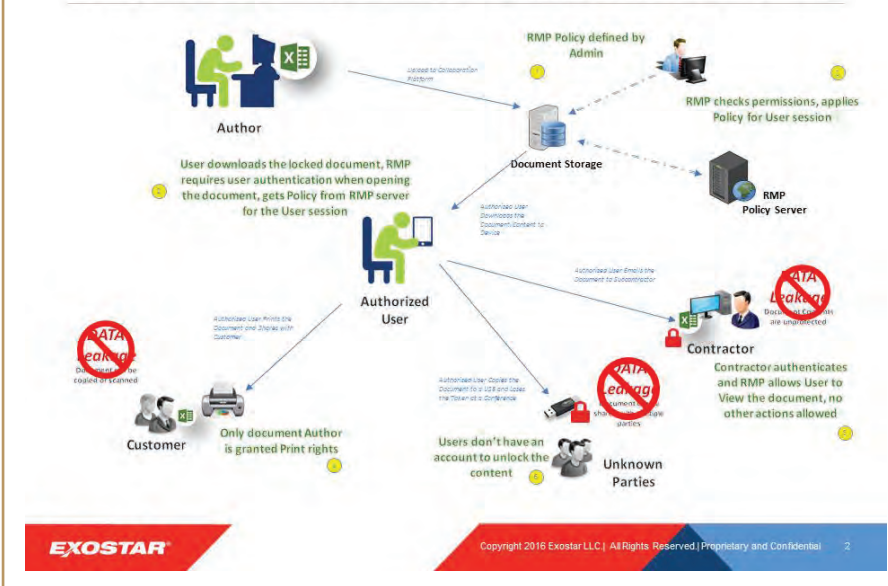 RMP Policy defined by
Admin
Upload to Collaboration
Platform
RMP checks permissions, applies
Policy for User session
Author
Document Storage
User downloads the locked document, RMP
requires user authentication when opening
the document, gets Policy from RMP server
for the User session
RMP
Policy Server
Authorized User
Downloads the
Document/Content to
Device
Authorized
User
Authorized User Emails the
Document to Subcontractor
DATA
Leakage
are unprotected
Contractor
Contractor authenticates
and RMP allows User to
View the document, no
other actions allowed
Authorized User Prints the
Document and Shares with
Customer
DATA
Leakage
copied or scanned
Customer
Only document Author
is granted Print rights
Authorized User Copies the
Document to a USB and loses
the Ticker at a Conference
DATA
Leakage
parties
Users don't have an
account to unlock the
content
Unknown
Parties
EXOSTAR
Copyright 2016 Exostar LLC.| All Rights Reserved.| Proprietary and Confidential 2